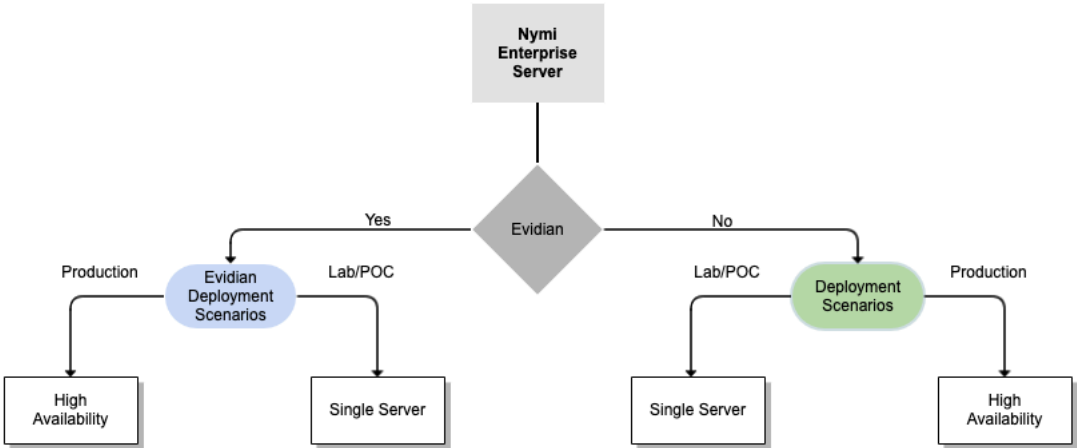 Nymi
Enterprise
Server
Evidian
Yes
No
Production
Evidian
Deployment
Scenarios
Lab/POC
Lab/POC
Deployment
Scenarios
Production
High
Availability
Single Server
Single Server
High
Availability